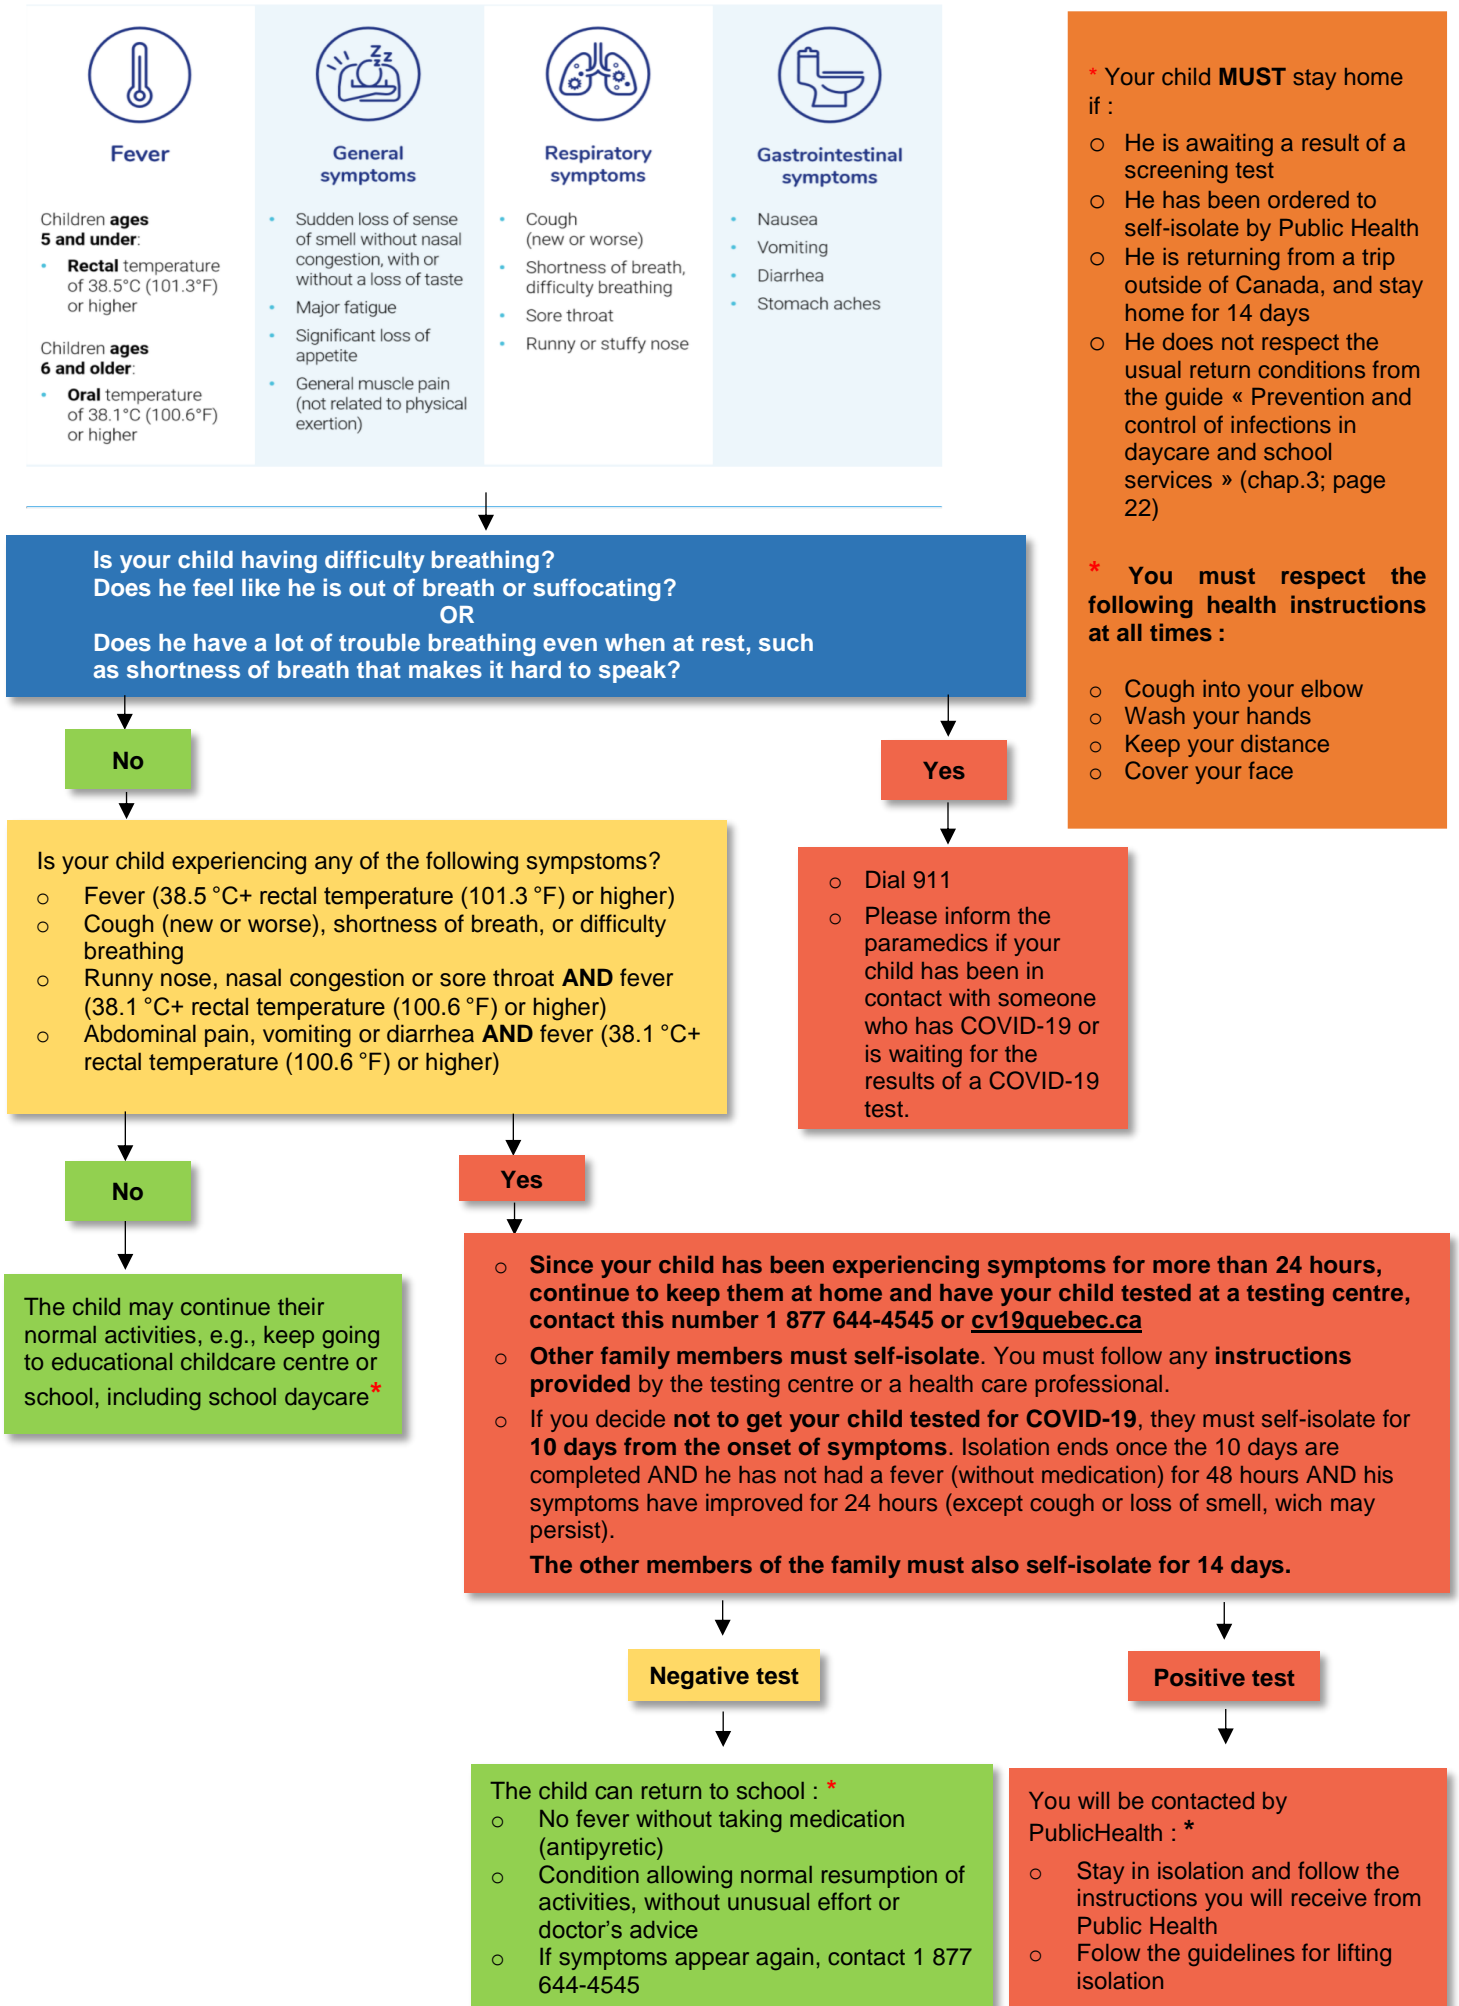 Fever
Children ages
5 and under:
• Rectal temperature
of 38.5°C (101.3°F)
or higher
Children ages
6 and older:
• Oral temperature
of 38.1°C (100.6°F)
or higher
General
symptoms
• Sudden loss of sense
of smell without nasal
congestion, with or
without a loss of taste
• Major fatigue
• Significant loss of
appetite
• General muscle pain
(not related to physical
exertion)
Respiratory
symptoms
• Cough
(new or worse)
• Shortness of breath,
difficulty breathing
• Sore throat
• Runny or stuffy nose
Gastrointestinal
symptoms
• Nausea
• Vomiting
• Diarrhea
• Stomach aches
* Your child MUST stay home
if :
o He is awaiting a result of a
screening test
o He has been ordered to
self-isolate by Public Health
o He is returning from a trip
outside of Canada, and stay
home for 14 days
o He does not respect the
usual return conditions from
the guide « Prevention and
control of infections in
daycare and school
services » (chap.3; page
22)
* You must respect the
following health instructions
at all times :
o Cough into your elbow
o Wash your hands
o Keep your distance
o Cover your face
Is your child having difficulty breathing?
Does he feel like he is out of breath or suffocating?
OR
Does he have a lot of trouble breathing even when at rest, such
as shortness of breath that makes it hard to speak?
No
Yes
Is your child experiencing any of the following sympstoms?
o Fever (38.5 °C+ rectal temperature (101.3 °F) or higher)
o Cough (new or worse), shortness of breath, or difficulty
breathing
o Runny nose, nasal congestion or sore throat AND fever
(38.1 °C+ rectal temperature (100.6 °F) or higher)
o Abdominal pain, vomiting or diarrhea AND fever (38.1 °C+
rectal temperature (100.6 °F) or higher)
o Dial 911
o Please inform the
paramedics if your
child has been in
contact with someone
who has COVID-19 or
is waiting for the
results of a COVID-19
test.
No
Yes
The child may continue their
normal activities, e.g., keep going
to educational childcare centre or
school, including school daycare*
o Since your child has been experiencing symptoms for more than 24 hours,
continue to keep them at home and have your child tested at a testing centre,
contact this number 1 877 644-4545 or cv19quebec.ca
o Other family members must self-isolate. You must follow any instructions
provided by the testing centre or a health care professional.
o If you decide not to get your child tested for COVID-19, they must self-isolate for
10 days from the onset of symptoms. Isolation ends once the 10 days are
completed AND he has not had a fever (without medication) for 48 hours AND his
symptoms have improved for 24 hours (except cough or loss of smell, wich may
persist).
The other members of the family must also self-isolate for 14 days.
Negative test
Positive test
The child can return to school : *
o No fever without taking medication
(antipyretic)
o Condition allowing normal resumption of
activities, without unusual effort or
doctor's advice
o If symptoms appear again, contact 1 877
644-4545
You will be contacted by
PublicHealth : *
o Stay in isolation and follow the
instructions you will receive from
Public Health
o Folow the guidelines for lifting
isolation